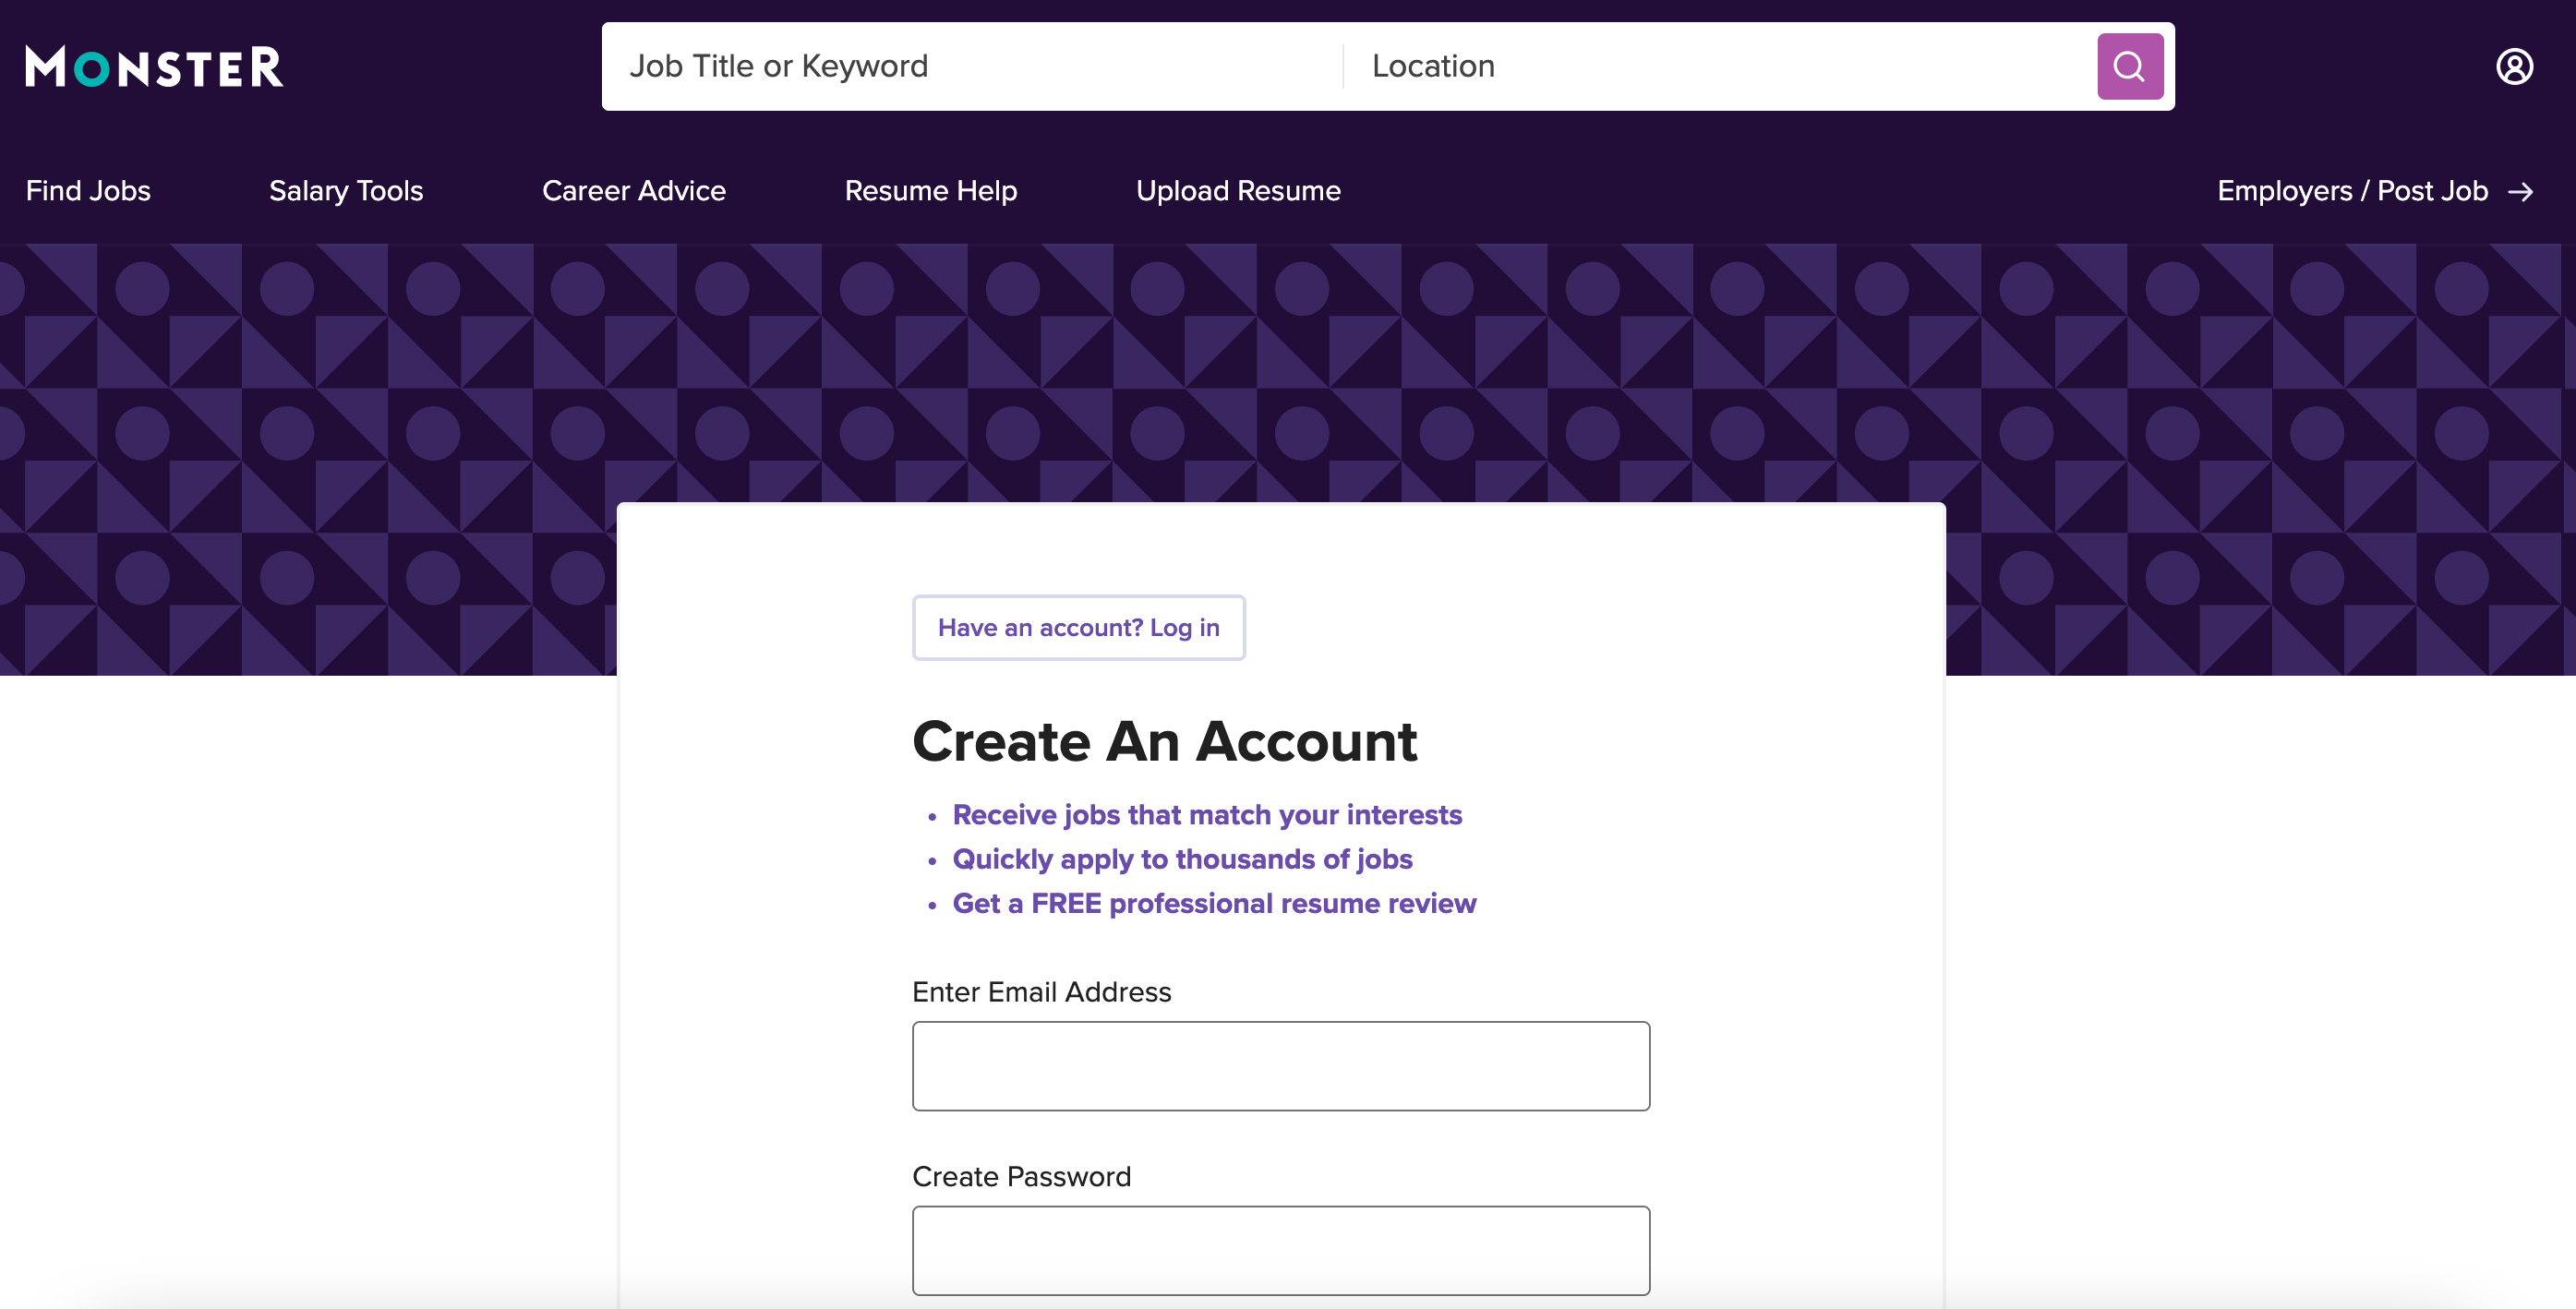 MONSTER
Job Title or Keyword
Location
Find Jobs
Salary Tools
Career Advice
Resume Help
Upload Resume
Employers / Post Job →
Have an account? Log in
Create An Account
• Receive jobs that match your interests
• Quickly apply to thousands of jobs
• Get a FREE professional resume review
Enter Email Address
Create Password